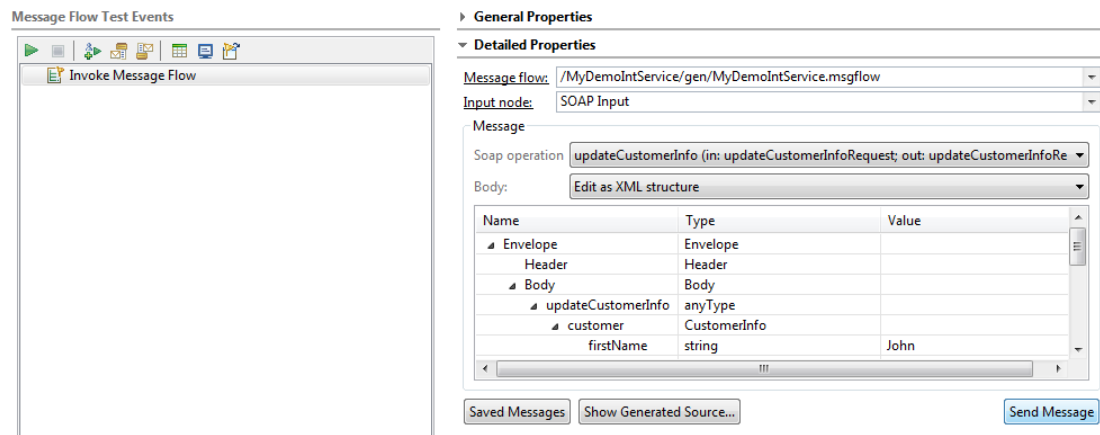 Message Flow Test Events
Invoke Message Flow
General Properties
Detailed Properties
Message flow: /MyDemoIntService/gen/MyDemoIntService.msgflow
Input node: SOAP Input
Message
Soap operation updateCustomerInfo (in: updateCustomerInfoRequest; out: updateCustomerInfoRe
Body: Edit as XML structure
Name Type Value
Envelope Envelope
Header Header
Body Body
updateCustomerInfo anyType
customer CustomerInfo
firstName string John
Saved Messages Show Generated Source... Send Message